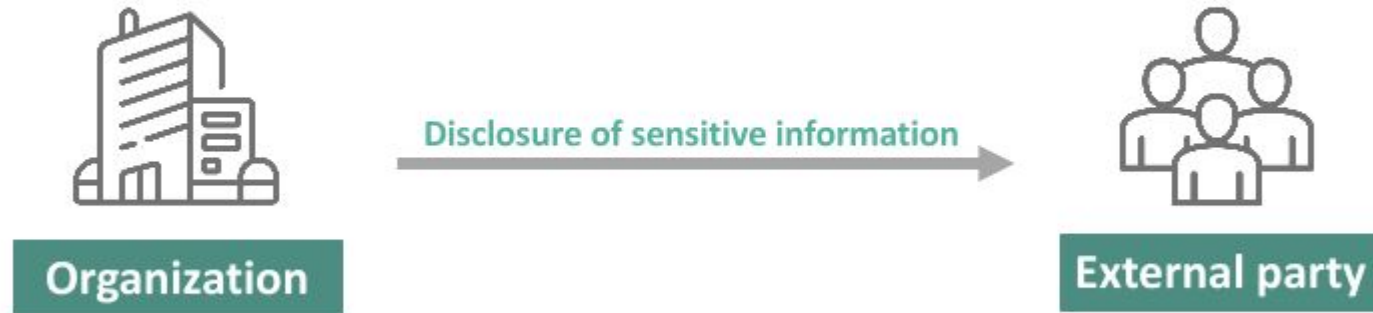 Disclosure of sensitive information
Organization
External party